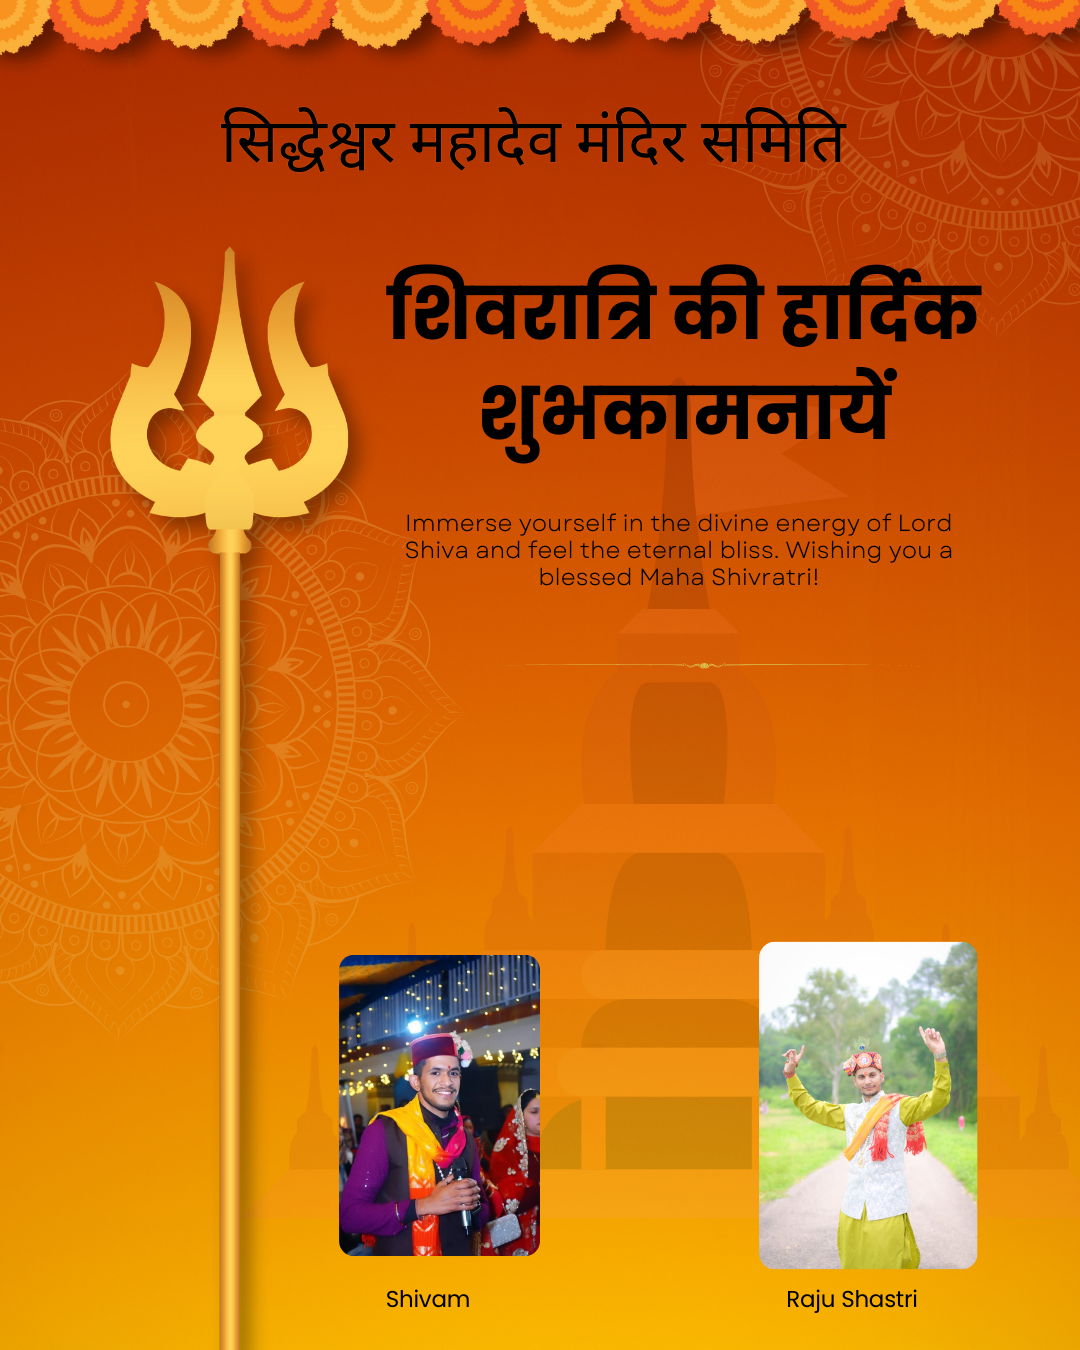 सिद्धेश्वर महादेव मंदिर समिति
शिवरात्रि की हार्दिक
शुभकामनायें
Immerse yourself in the divine energy of Lord
Shiva and feel the eternal bliss. Wishing you a
blessed Maha Shivratri!
Shivam
Raju Shastri